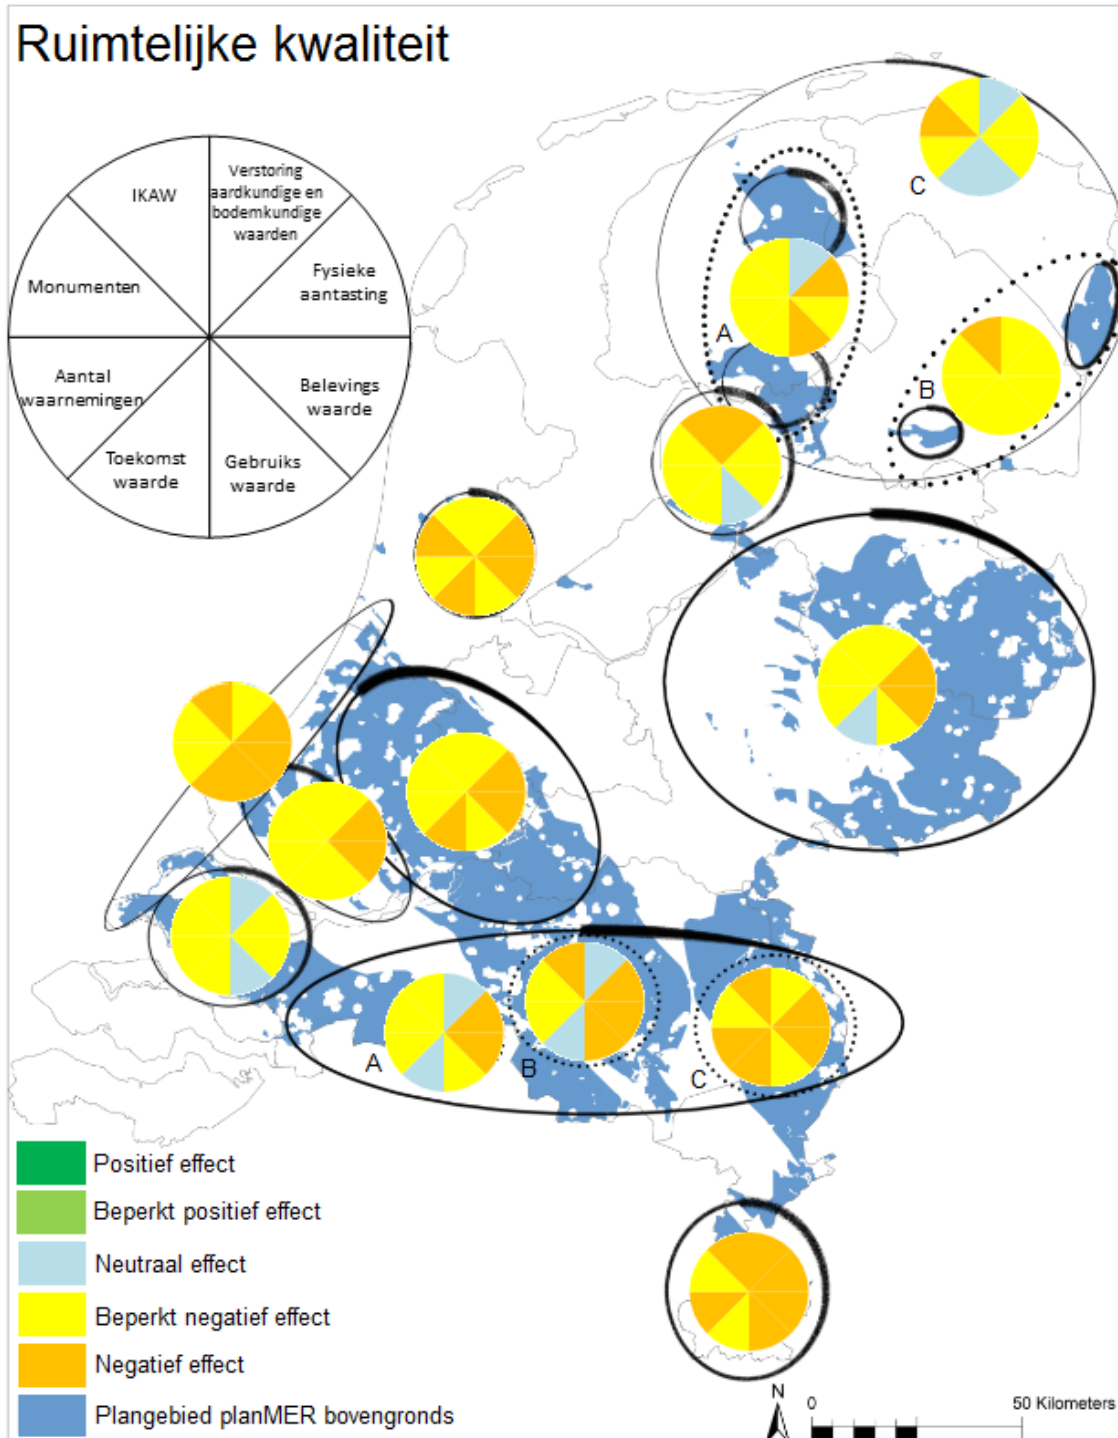 Ruimtelijke kwaliteit
IKAW
Verstoring
aardkundige en
bodemkundige
waarden
Monumenten
Fysieke
aantasting
Aantal
waarnemingen
Belevings
waarde
Toekomst
waarde
Gebruiks
waarde
C
A
B
A
B
C
Positief effect
Beperkt positief effect
Neutraal effect
Beperkt negatief effect
Negatief effect
Plangebied planMER bovengronds
N
0
50 Kilometers